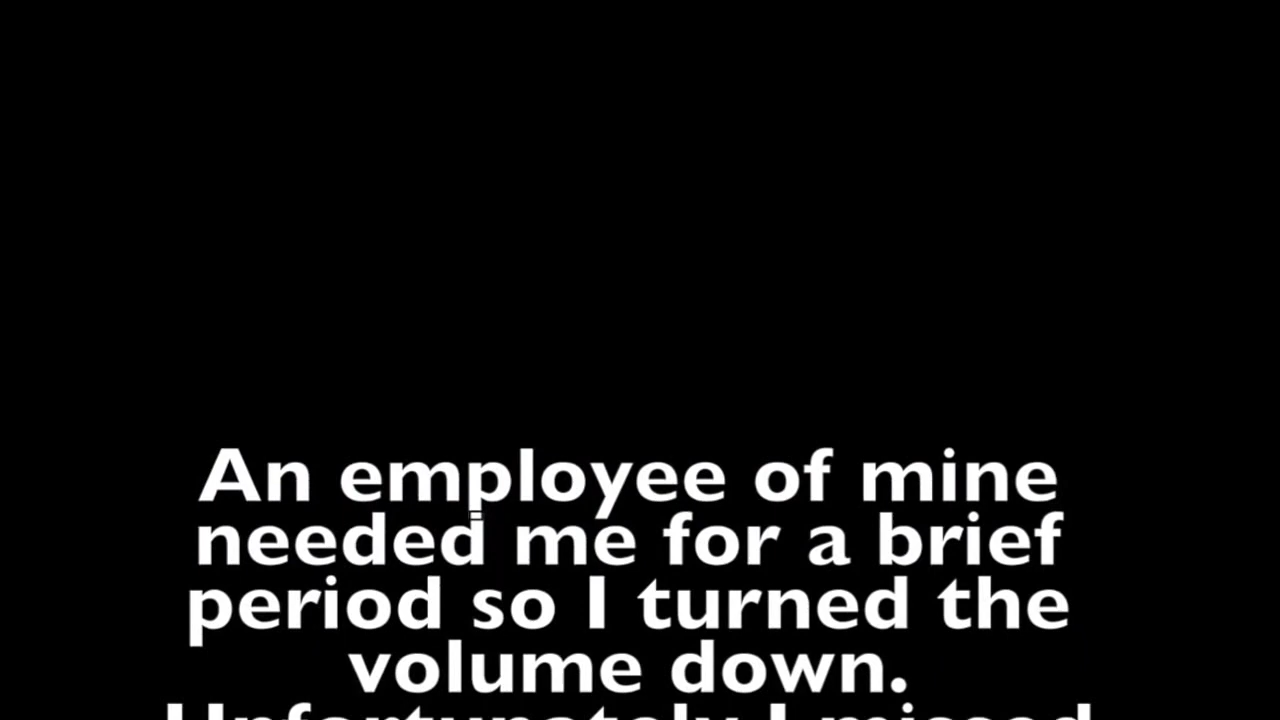 An employee of mine
needed me for a brief
period so I turned the
volume down.
Unfortunately I missed